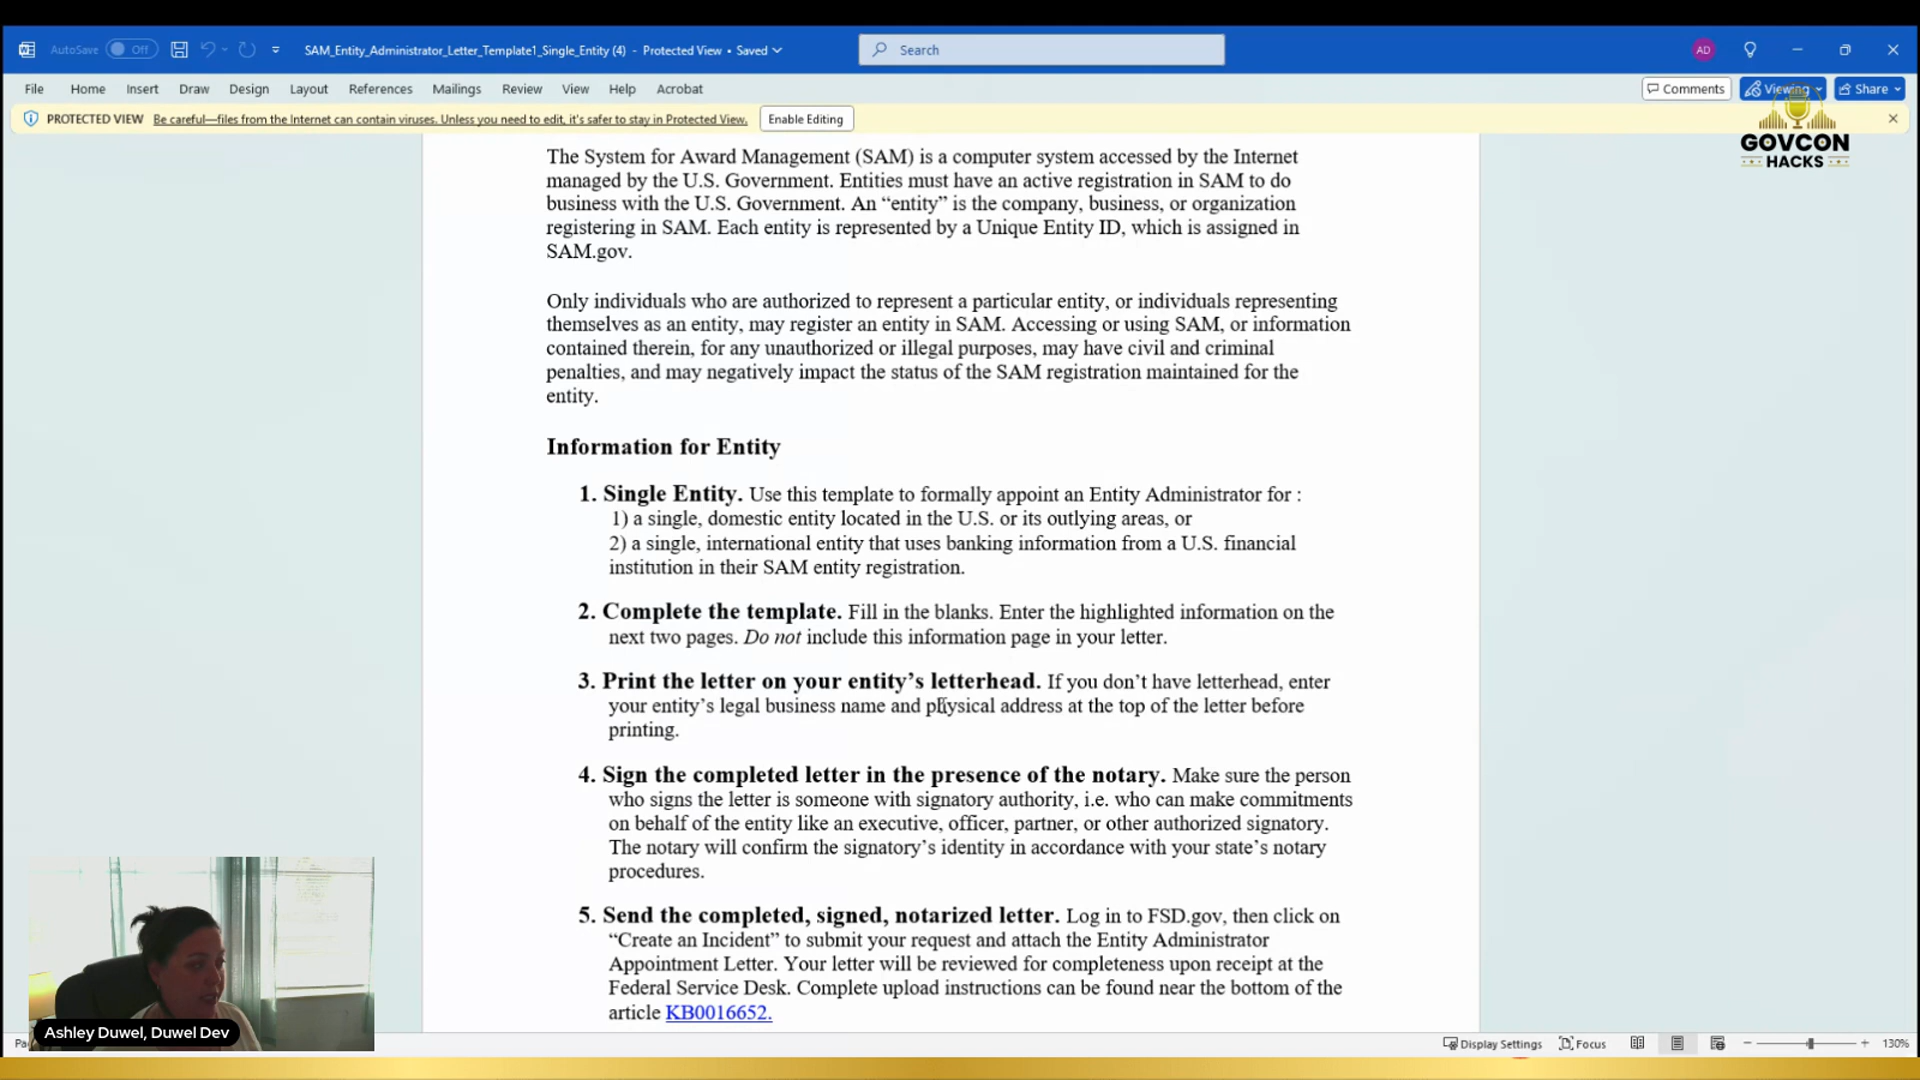 AutoSave Off SAM_Entity_Administrator_Letter_Template1_Single_Entity (4) - Protected View • Saved Search AD
File Home Insert Draw Design Layout References Mailings Review View Help Acrobat Comments Viewing Share
PROTECTED VIEW Be careful—files from the Internet can contain viruses. Unless you need to edit, it's safer to stay in Protected View. Enable Editing
GOVCON
HACKS
The System for Award Management (SAM) is a computer system accessed by the Internet
managed by the U.S. Government. Entities must have an active registration in SAM to do
business with the U.S. Government. An “entity” is the company, business, or organization
registering in SAM. Each entity is represented by a Unique Entity ID, which is assigned in
SAM.gov.
Only individuals who are authorized to represent a particular entity, or individuals representing
themselves as an entity, may register an entity in SAM. Accessing or using SAM, or information
contained therein, for any unauthorized or illegal purposes, may have civil and criminal
penalties, and may negatively impact the status of the SAM registration maintained for the
entity.
Information for Entity
1. Single Entity. Use this template to formally appoint an Entity Administrator for :
1) a single, domestic entity located in the U.S. or its outlying areas, or
2) a single, international entity that uses banking information from a U.S. financial
institution in their SAM entity registration.
2. Complete the template. Fill in the blanks. Enter the highlighted information on the
next two pages. Do not include this information page in your letter.
3. Print the letter on your entity’s letterhead. If you don’t have letterhead, enter
your entity’s legal business name and physical address at the top of the letter before
printing.
4. Sign the completed letter in the presence of the notary. Make sure the person
who signs the letter is someone with signatory authority, i.e. who can make commitments
on behalf of the entity like an executive, officer, partner, or other authorized signatory.
The notary will confirm the signatory’s identity in accordance with your state’s notary
procedures.
5. Send the completed, signed, notarized letter. Log in to FSD.gov, then click on
“Create an Incident” to submit your request and attach the Entity Administrator
Appointment Letter. Your letter will be reviewed for completeness upon receipt at the
Federal Service Desk. Complete upload instructions can be found near the bottom of the
article KB0016652.
Ashley Duwel, Duwel Dev
Pa
Display Settings Focus 130%